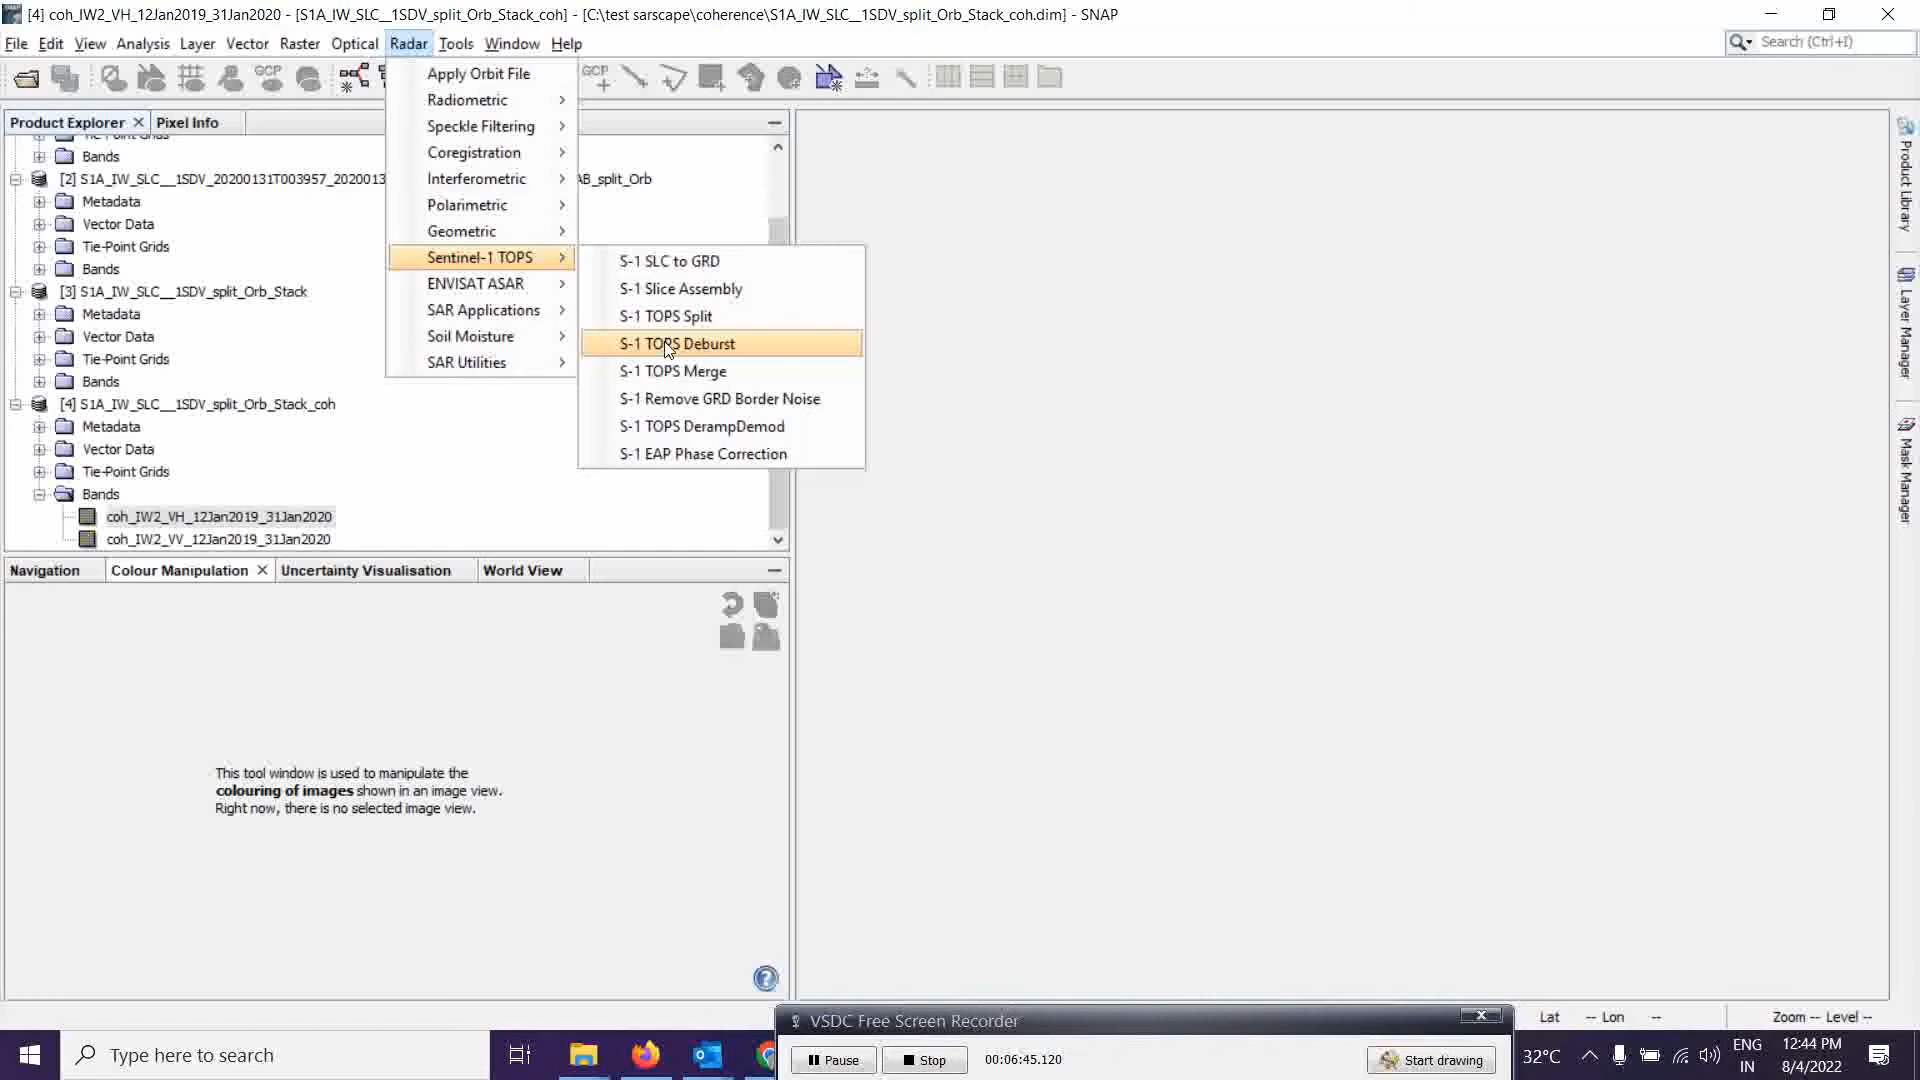 [4] coh_IW2_VH_12Jan2019_31Jan2020 - [S1A_IW_SLC__1SDV_split_Orb_Stack_coh] - [C:\test sarscape\coherence\S1A_IW_SLC__1SDV_split_Orb_Stack_coh.dim] - SNAP
File Edit View Analysis Layer Vector Raster Optical Radar Tools Window Help
Search (Ctrl+I)
GCP
GCP
Apply Orbit File
Radiometric
Speckle Filtering
Coregistration
Interferometric
Polarimetric
Geometric
Sentinel-1 TOPS
ENVISAT ASAR
SAR Applications
Soil Moisture
SAR Utilities
S-1 SLC to GRD
S-1 Slice Assembly
S-1 TOPS Split
S-1 TOPS Deburst
S-1 TOPS Merge
S-1 Remove GRD Border Noise
S-1 TOPS DerampDemod
S-1 EAP Phase Correction
Product Explorer
Pixel Info
Tie-Point Grids
Bands
[2] S1A_IW_SLC__1SDV_20200131T003957_2020013
AB_split_Orb
Metadata
Vector Data
Tie-Point Grids
Bands
[3] S1A_IW_SLC__1SDV_split_Orb_Stack
Metadata
Vector Data
Tie-Point Grids
Bands
[4] S1A_IW_SLC__1SDV_split_Orb_Stack_coh
Metadata
Vector Data
Tie-Point Grids
Bands
coh_IW2_VH_12Jan2019_31Jan2020
coh_IW2_VV_12Jan2019_31Jan2020
Navigation
Colour Manipulation
Uncertainty Visualisation
World View
This tool window is used to manipulate the
colouring of images shown in an image view.
Right now, there is no selected image view.
Product Library
Layer Manager
Mask Manager
Lat -- Lon --
Zoom -- Level --
VSDC Free Screen Recorder
Pause
Stop
00:06:45.120
Start drawing
Type here to search
32°C
ENG
IN
12:44 PM
8/4/2022